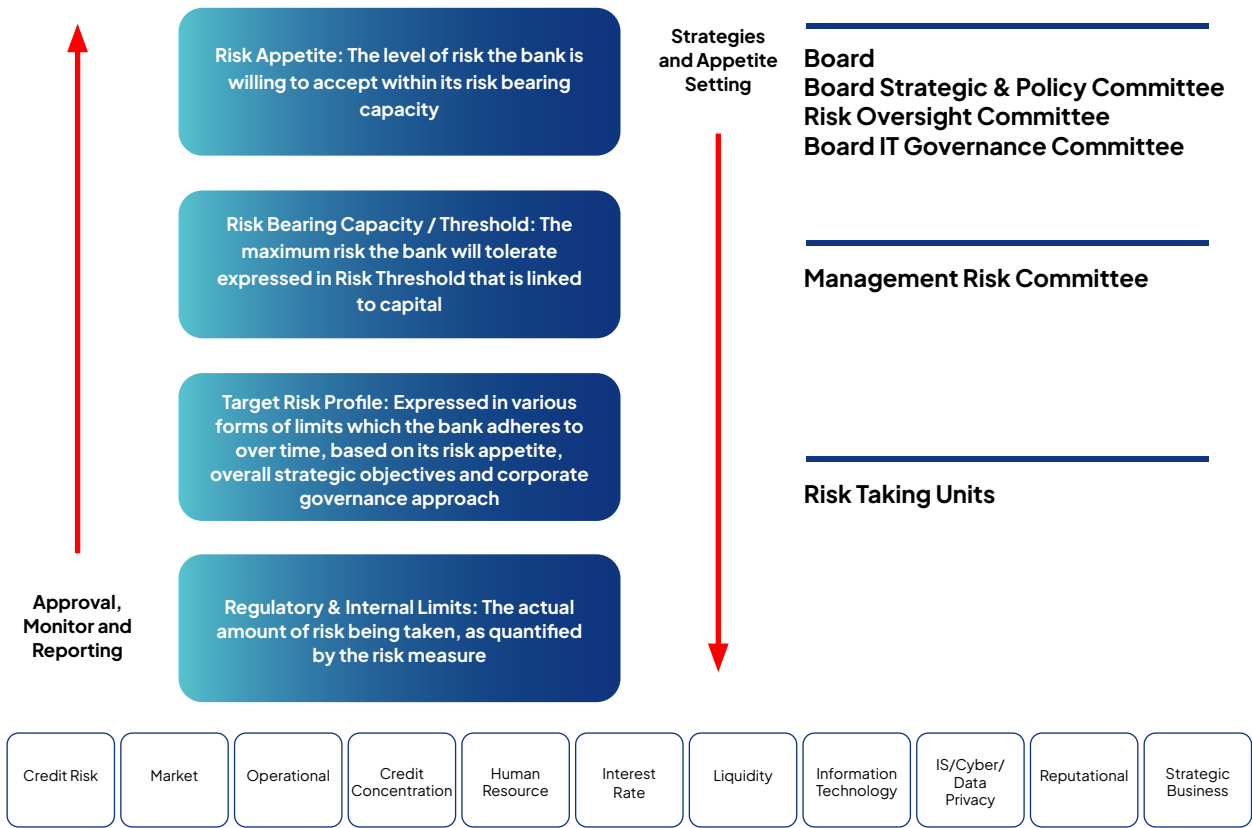 Risk Appetite: The level of risk the bank is
willing to accept within its risk bearing
capacity
Risk Bearing Capacity / Threshold: The
maximum risk the bank will tolerate
expressed in Risk Threshold that is linked
to capital
Target Risk Profile: Expressed in various
forms of limits which the bank adheres to
over time, based on its risk appetite,
overall strategic objectives and corporate
governance approach
Regulatory & Internal Limits: The actual
amount of risk being taken, as quantified
by the risk measure
Approval,
Monitor and
Reporting
Strategies
and Appetite
Setting
Board
Board Strategic & Policy Committee
Risk Oversight Committee
Board IT Governance Committee
Management Risk Committee
Risk Taking Units
Credit Risk
Market
Operational
Credit
Concentration
Human
Resource
Interest
Rate
Liquidity
Information
Technology
IS/Cyber/
Data
Privacy
Reputational
Strategic
Business